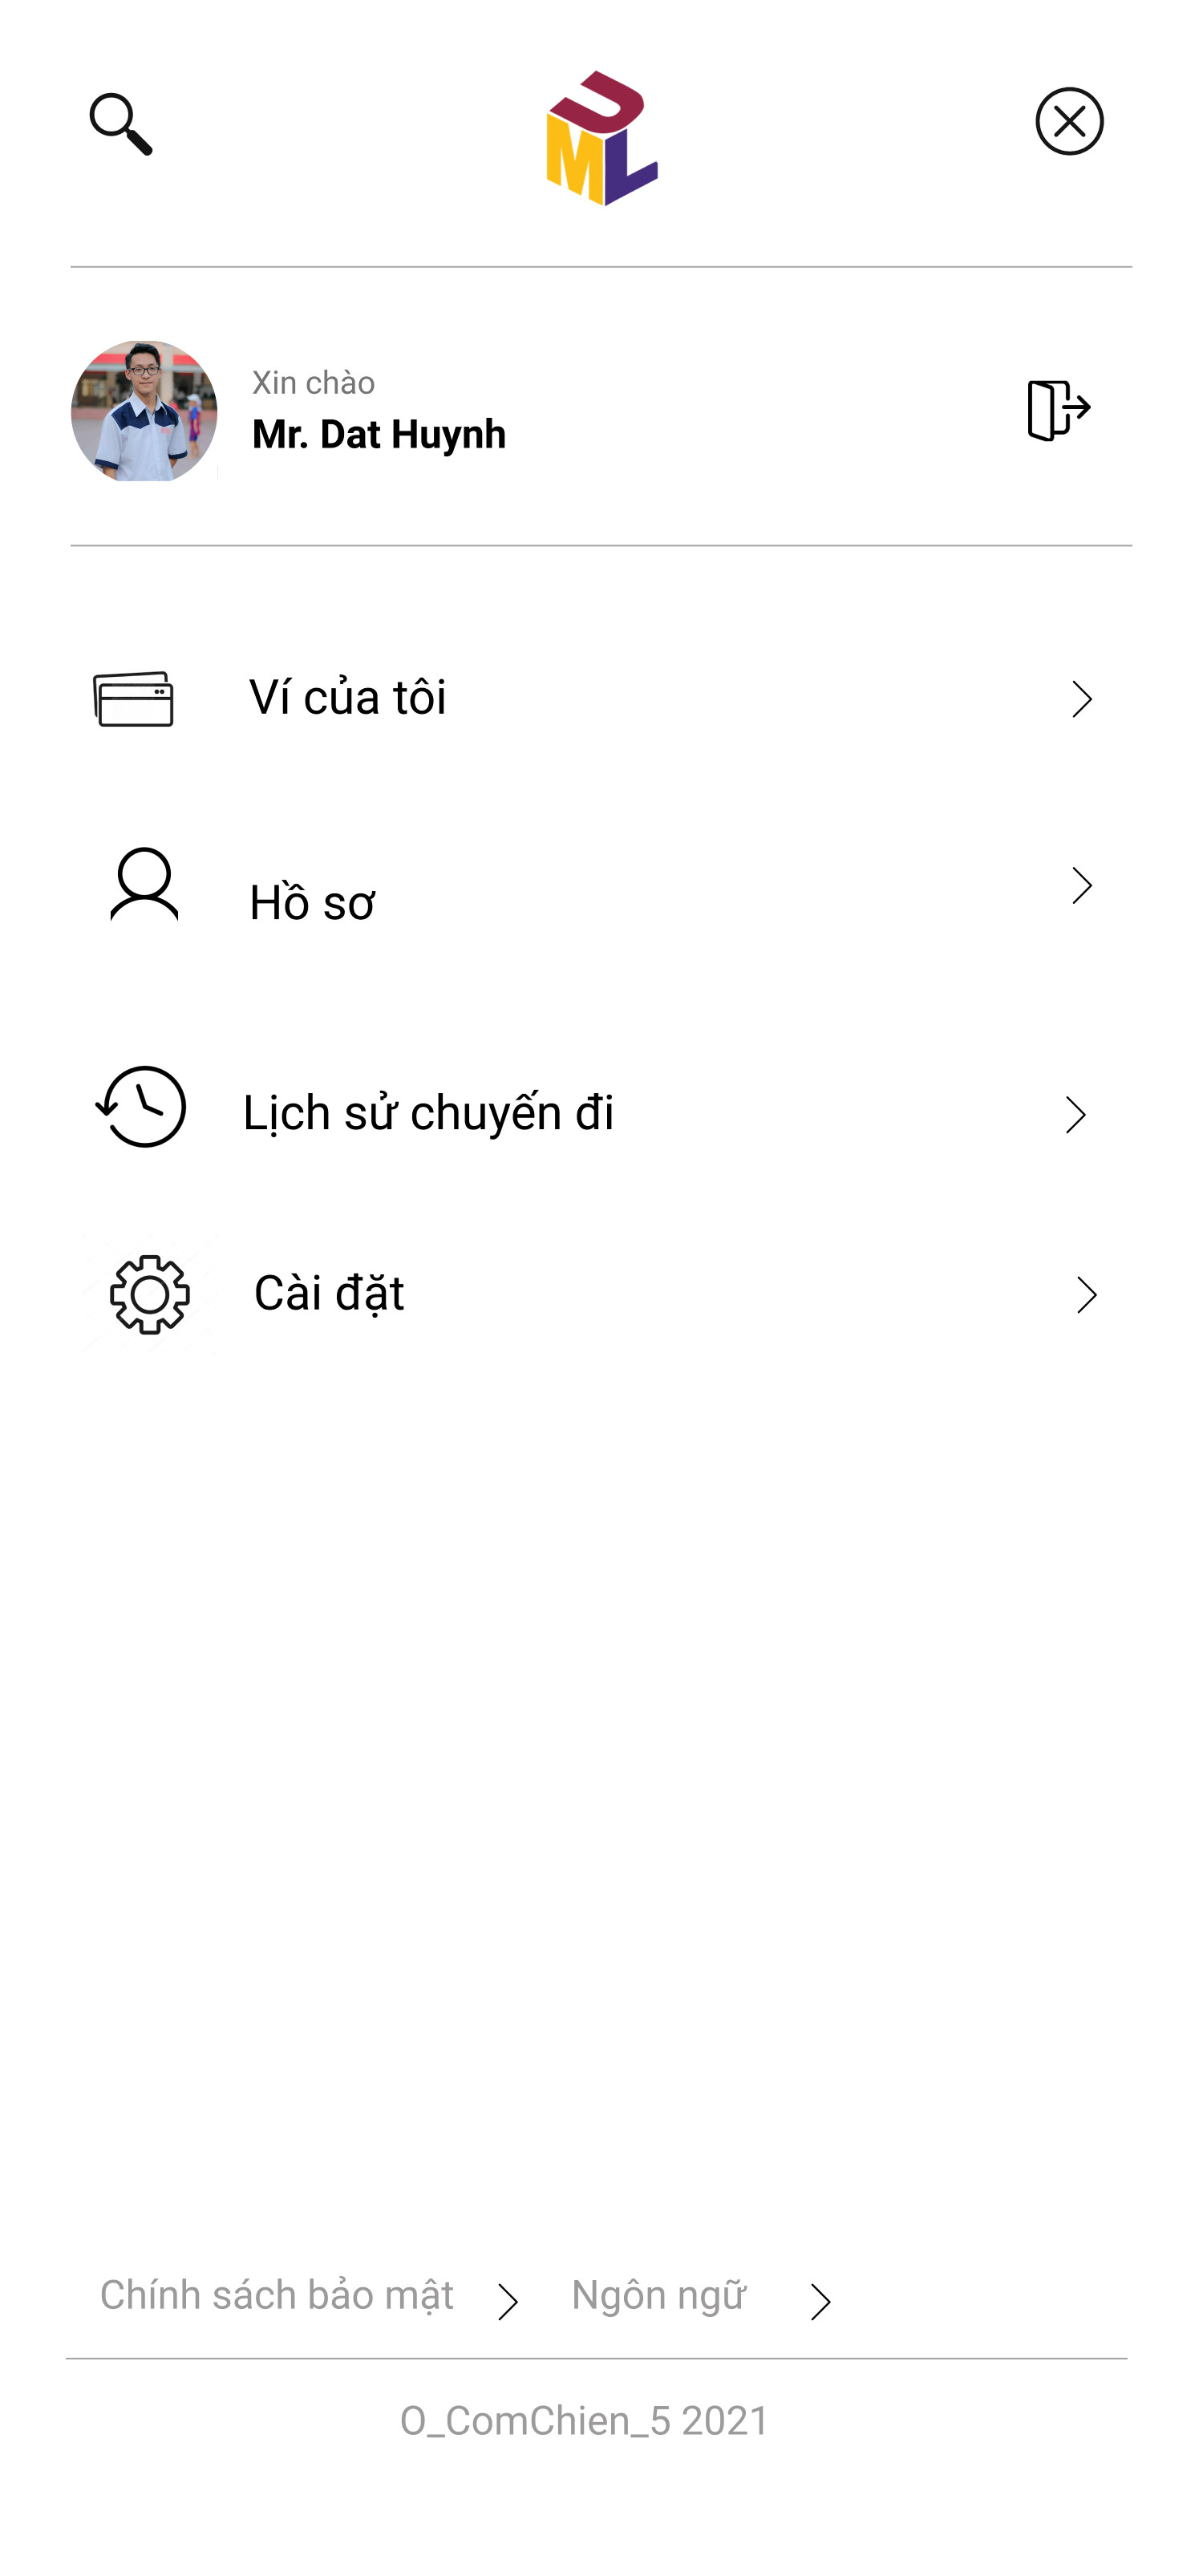 UML
Xin chào
Mr. Dat Huynh
Ví của tôi
Hồ sơ
Lịch sử chuyến đi
Cài đặt
Chính sách bảo mật
Ngôn ngữ
O_ComChien_5 2021